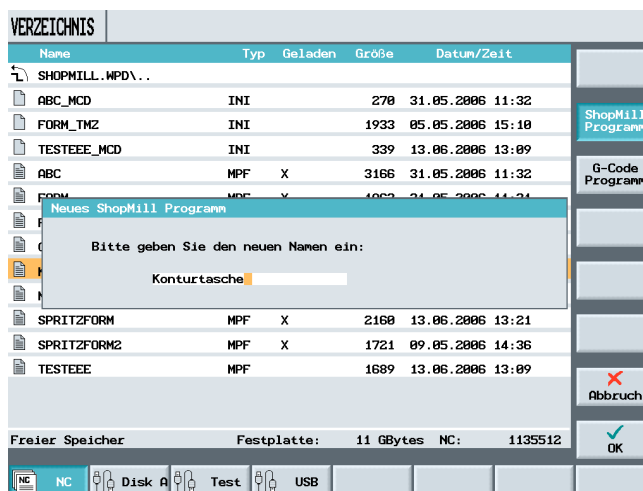 VERZEICHNIS
Name Typ Geladen Größe Datum/Zeit
SHOPMILL.WPD\..
ABC_MCD INI 270 31.05.2006 11:32
FORM_TMZ INI 1933 05.05.2006 15:10
TESTEEE_MCD INI 339 13.06.2006 13:09
ABC MPF X 3166 31.05.2006 11:32
Neues ShopMill Programm
Bitte geben Sie den neuen Namen ein:
Konturtasche
SPRITZFORM MPF X 2160 13.06.2006 13:21
SPRITZFORM2 MPF X 1721 09.05.2006 14:36
TESTEEE MPF 1689 13.06.2006 13:09
Freier Speicher Festplatte: 11 GBytes NC: 1135512
NC NC Disk A Test USB
ShopMill
Programm
G-Code
Programm
Abbruch
OK